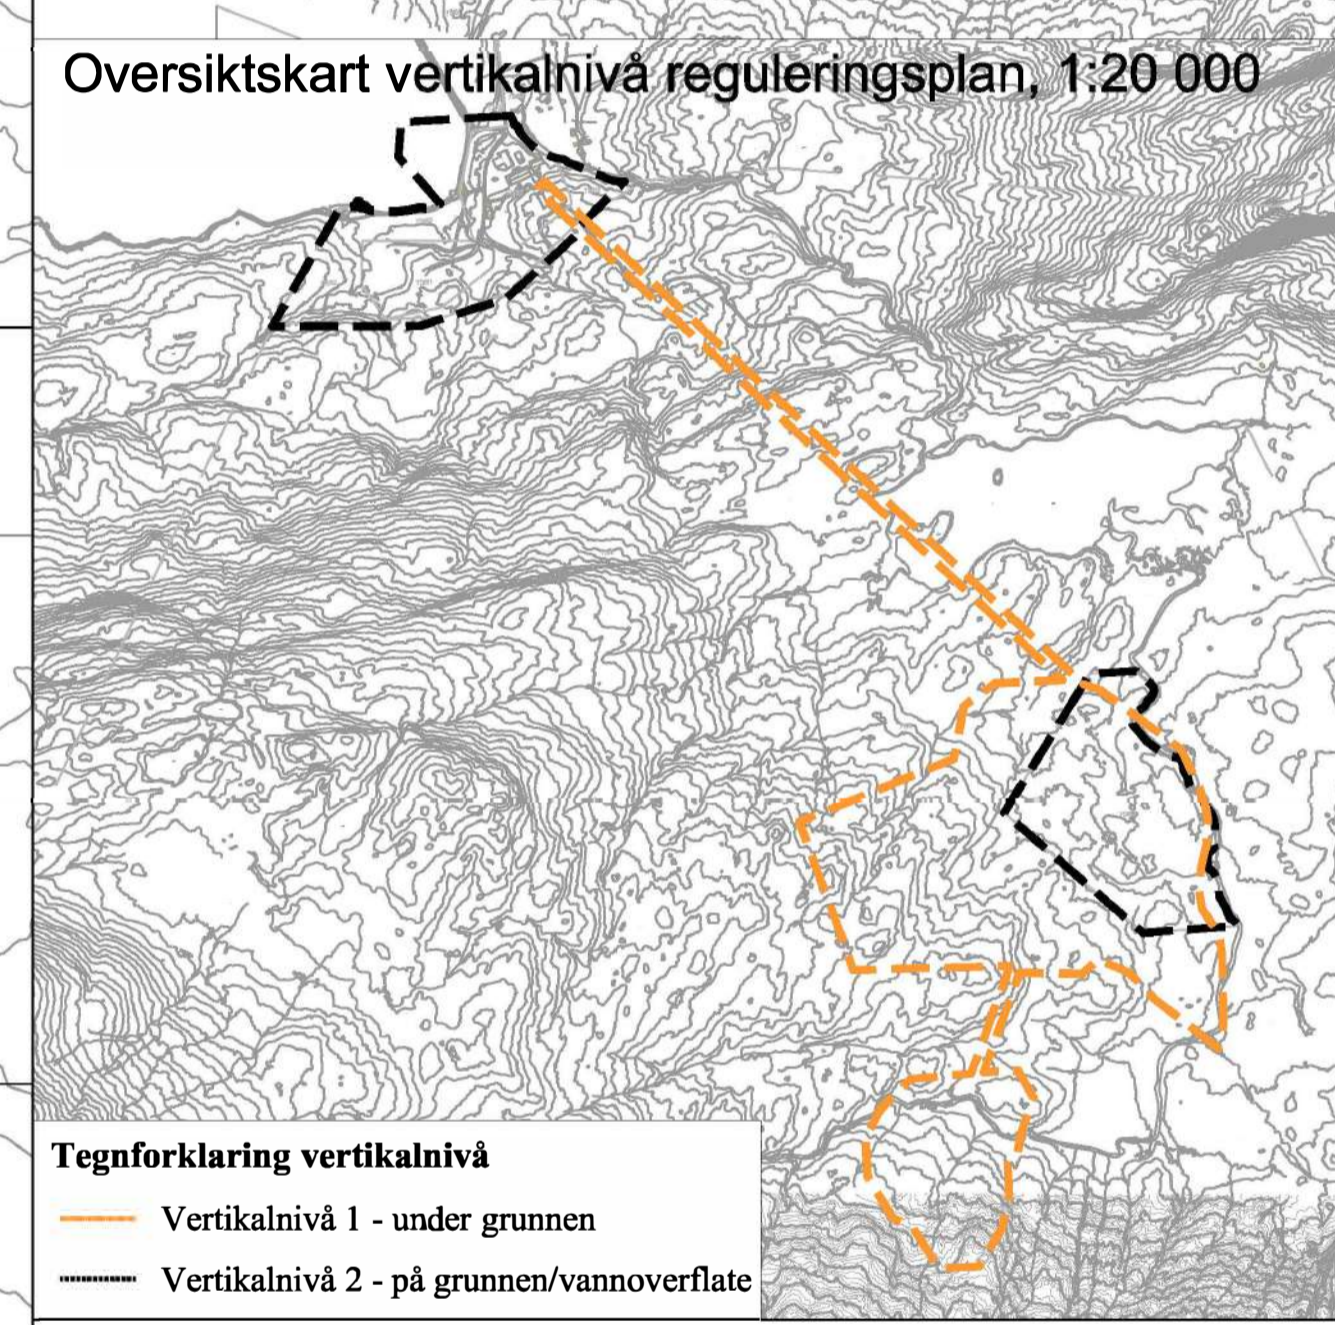 Oversiktskart vertikalnivå reguleringsplan, 1:20 000
Tegnforklaring vertikalnivå
Vertikalnivå 1 - under grunnen
Vertikalnivå 2 - på grunnen/vannoverflate